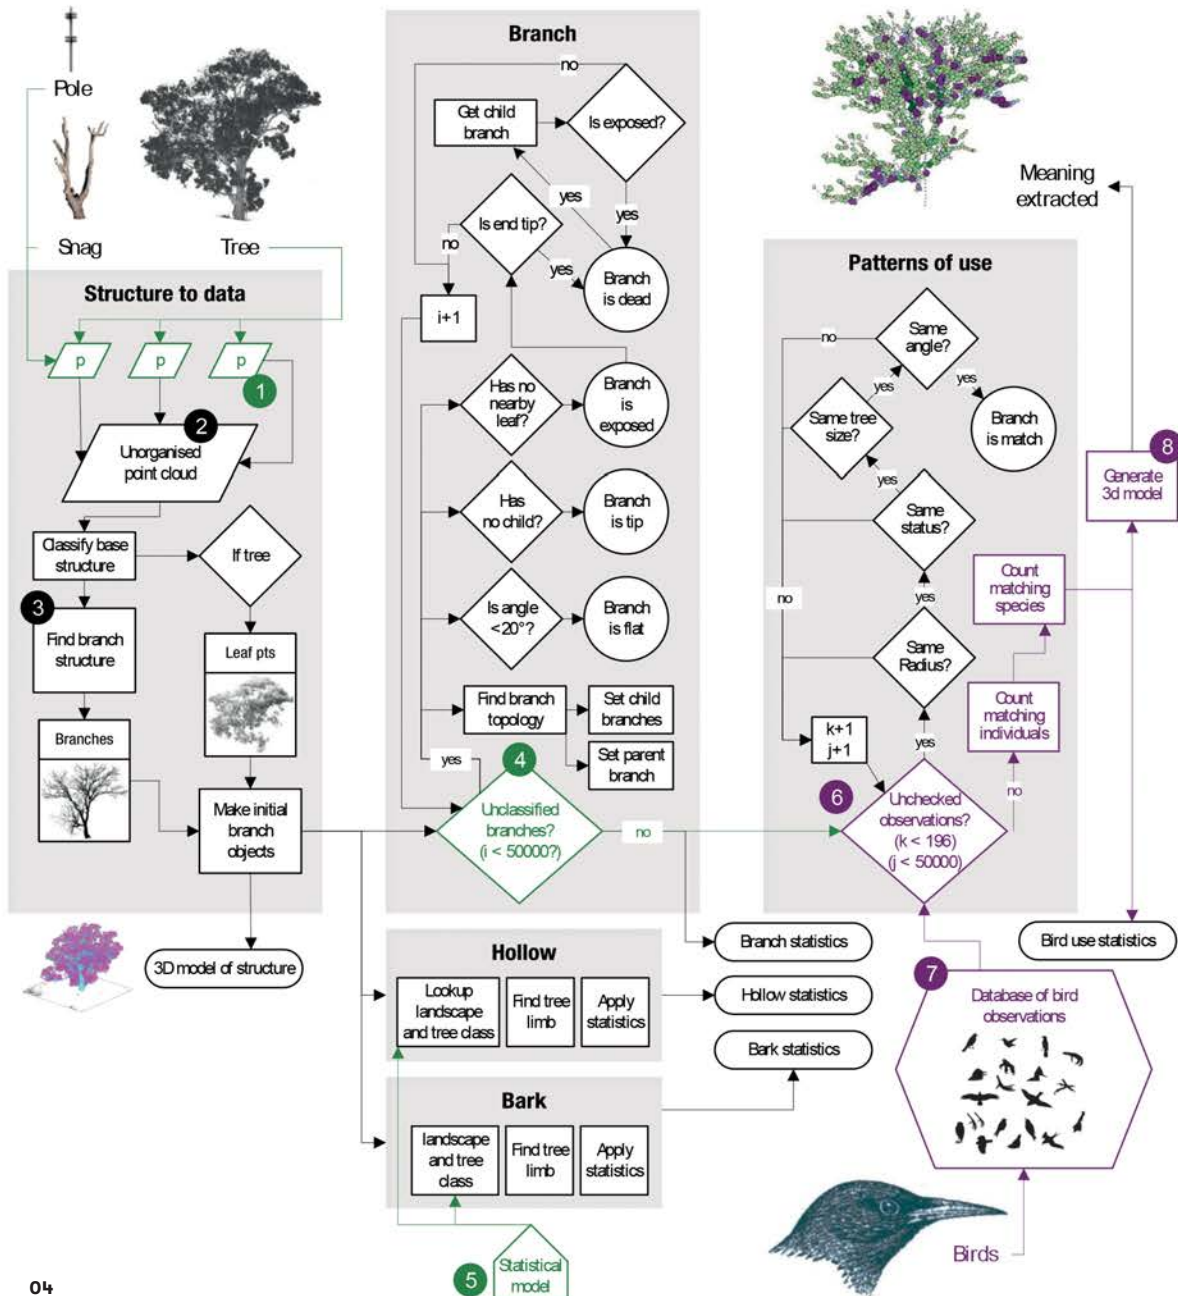 Pole
Snag
Tree
Structure to data
p
p
p
1
2
Unorganised
point cloud
Classify base
structure
If tree
3
Find branch
structure
Leaf pts
Branches
Make initial
branch
objects
3D model of structure
Branch
no
Get child
branch
Is exposed?
yes
yes
Is end tip?
no
yes
Branch
is dead
i+1
Has no
nearby
leaf?
Branch
is
exposed
Has
no child?
Branch
is tip
Is angle
<20°?
Branch
is flat
Find branch
topology
Set child
branches
Set parent
branch
yes
4
Unclassified
branches?
(i < 50000?)
no
Hollow
Lookup
landscape
and tree class
Find tree
limb
Apply
statistics
Bark
landscape
and tree
class
Find tree
limb
Apply
statistics
5
Statistical
model
Branch statistics
Hollow statistics
Bark statistics
Meaning
extracted
Patterns of use
no
Same
angle?
yes
yes
Same tree
size?
Branch
is match
yes
Same
status?
no
yes
Same
Radius?
k+1
j+1
yes
6
Unchecked
observations?
(k < 196)
(j < 50000)
no
Count
matching
individuals
Count
matching
species
8
Generate
3d model
Bird use statistics
7
Database of bird
observations
Birds
04